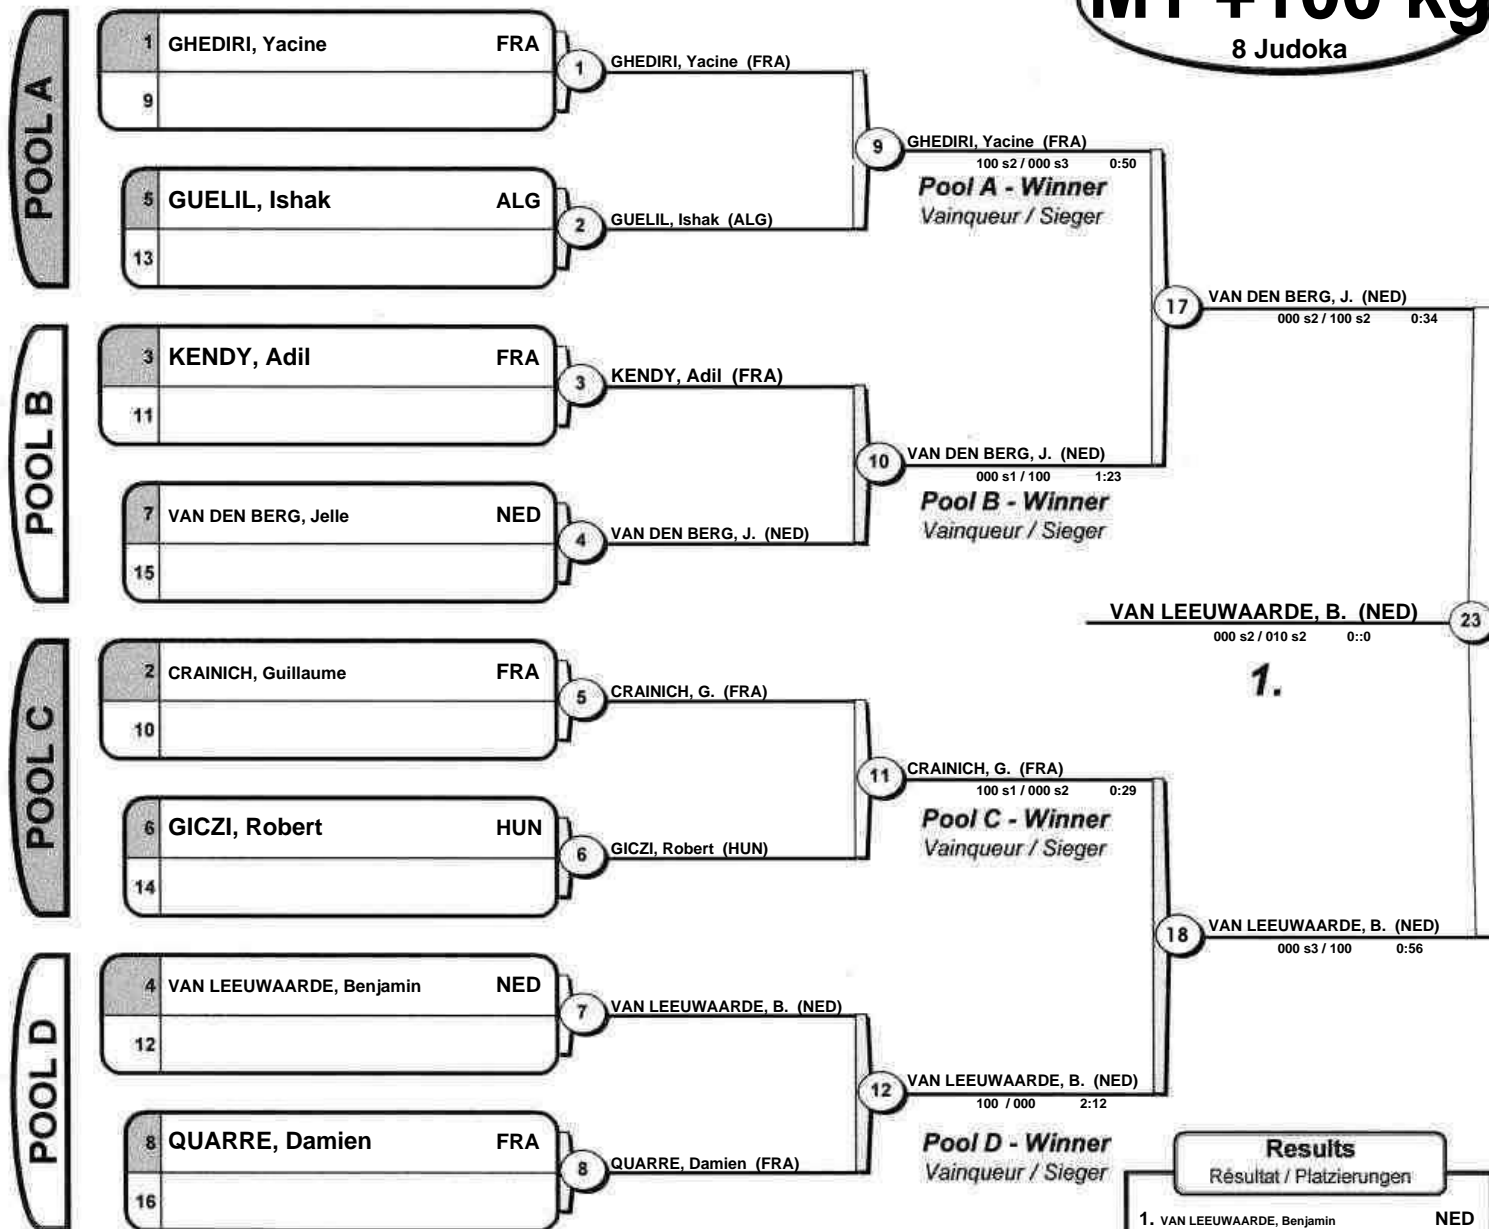 M1 +100 kg
8 Judoka
POOL A
1 GHEDIRI, Yacine FRA
9
5 GUELIL, Ishak ALG
13
1 GHEDIRI, Yacine (FRA)
2 GUELIL, Ishak (ALG)
9 GHEDIRI, Yacine (FRA)
100 s2 / 000 s3 0:50
Pool A - Winner
Vainqueur / Sieger
POOL B
3 KENDY, Adil FRA
11
7 VAN DEN BERG, Jelle NED
15
3 KENDY, Adil (FRA)
4 VAN DEN BERG, J. (NED)
10 VAN DEN BERG, J. (NED)
000 s1 / 100 1:23
Pool B - Winner
Vainqueur / Sieger
17 VAN DEN BERG, J. (NED)
000 s2 / 100 s2 0:34
VAN LEEUWAARDE, B. (NED) 23
000 s2 / 010 s2 0::0
1.
POOL C
2 CRAINICH, Guillaume FRA
10
6 GICZI, Robert HUN
14
5 CRAINICH, G. (FRA)
6 GICZI, Robert (HUN)
11 CRAINICH, G. (FRA)
100 s1 / 000 s2 0:29
Pool C - Winner
Vainqueur / Sieger
18 VAN LEEUWAARDE, B. (NED)
000 s3 / 100 0:56
POOL D
4 VAN LEEUWAARDE, Benjamin NED
12
8 QUARRE, Damien FRA
16
7 VAN LEEUWAARDE, B. (NED)
8 QUARRE, Damien (FRA)
12 VAN LEEUWAARDE, B. (NED)
100 / 000 2:12
Pool D - Winner
Vainqueur / Sieger
Results
Résultat / Platzierungen
1. VAN LEEUWAARDE, Benjamin NED